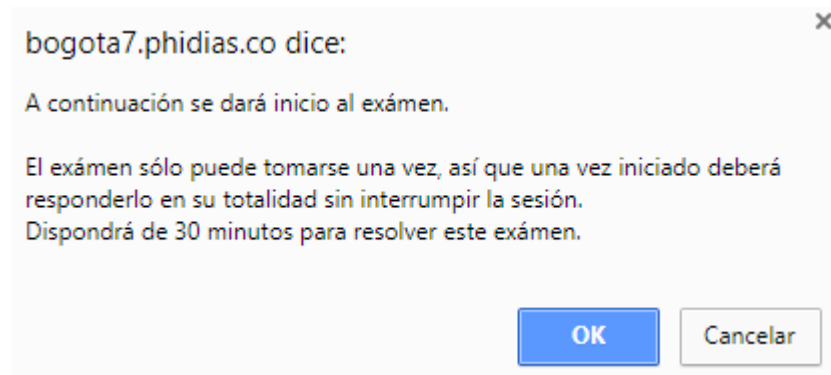 bogota7.phidias.co dice:
A continuación se dará inicio al exámen.
El exámen sólo puede tomarse una vez, así que una vez iniciado deberá
responderlo en su totalidad sin interrumpir la sesión.
Dispondrá de 30 minutos para resolver este exámen.
OK
Cancelar